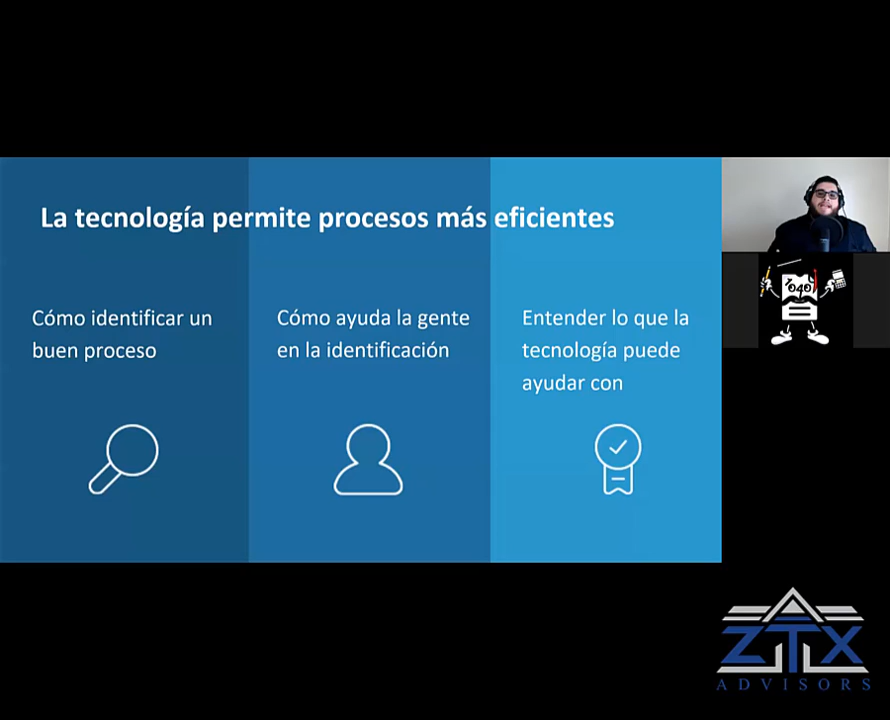 La tecnología permite procesos más eficientes
Cómo identificar un
buen proceso
Cómo ayuda la gente
en la identificación
Entender lo que la
tecnología puede
ayudar con
1040
ZTX
ADVISORS